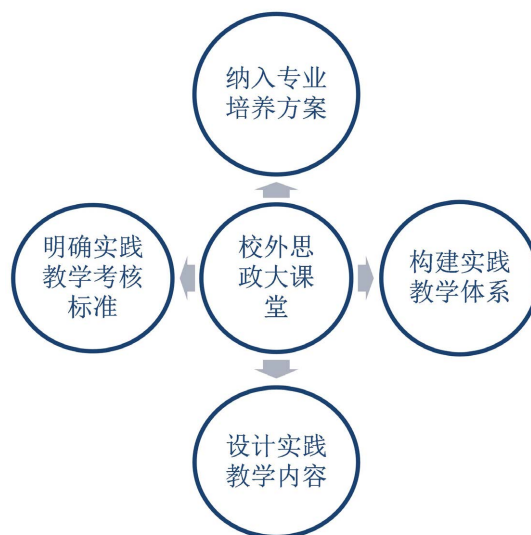 纳入专业
培养方案
明确实践
教学考核
标准
校外思
政大课
堂
构建实践
教学体系
设计实践
教学内容